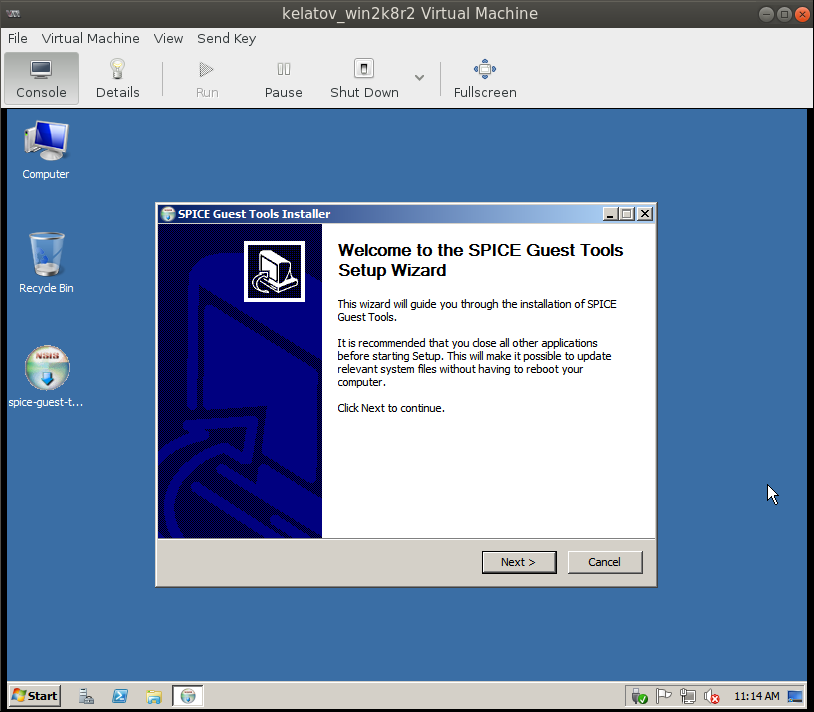 kelatov_win2k8r2 Virtual Machine
File Virtual Machine View Send Key
Console Details Run Pause Shut Down Fullscreen
Computer
Recycle Bin
NSIS
spice-guest-t...
SPICE Guest Tools Installer
Welcome to the SPICE Guest Tools
Setup Wizard
This wizard will guide you through the installation of SPICE
Guest Tools.
It is recommended that you close all other applications
before starting Setup. This will make it possible to update
relevant system files without having to reboot your
computer.
Click Next to continue.
Next > Cancel
Start 11:14 AM